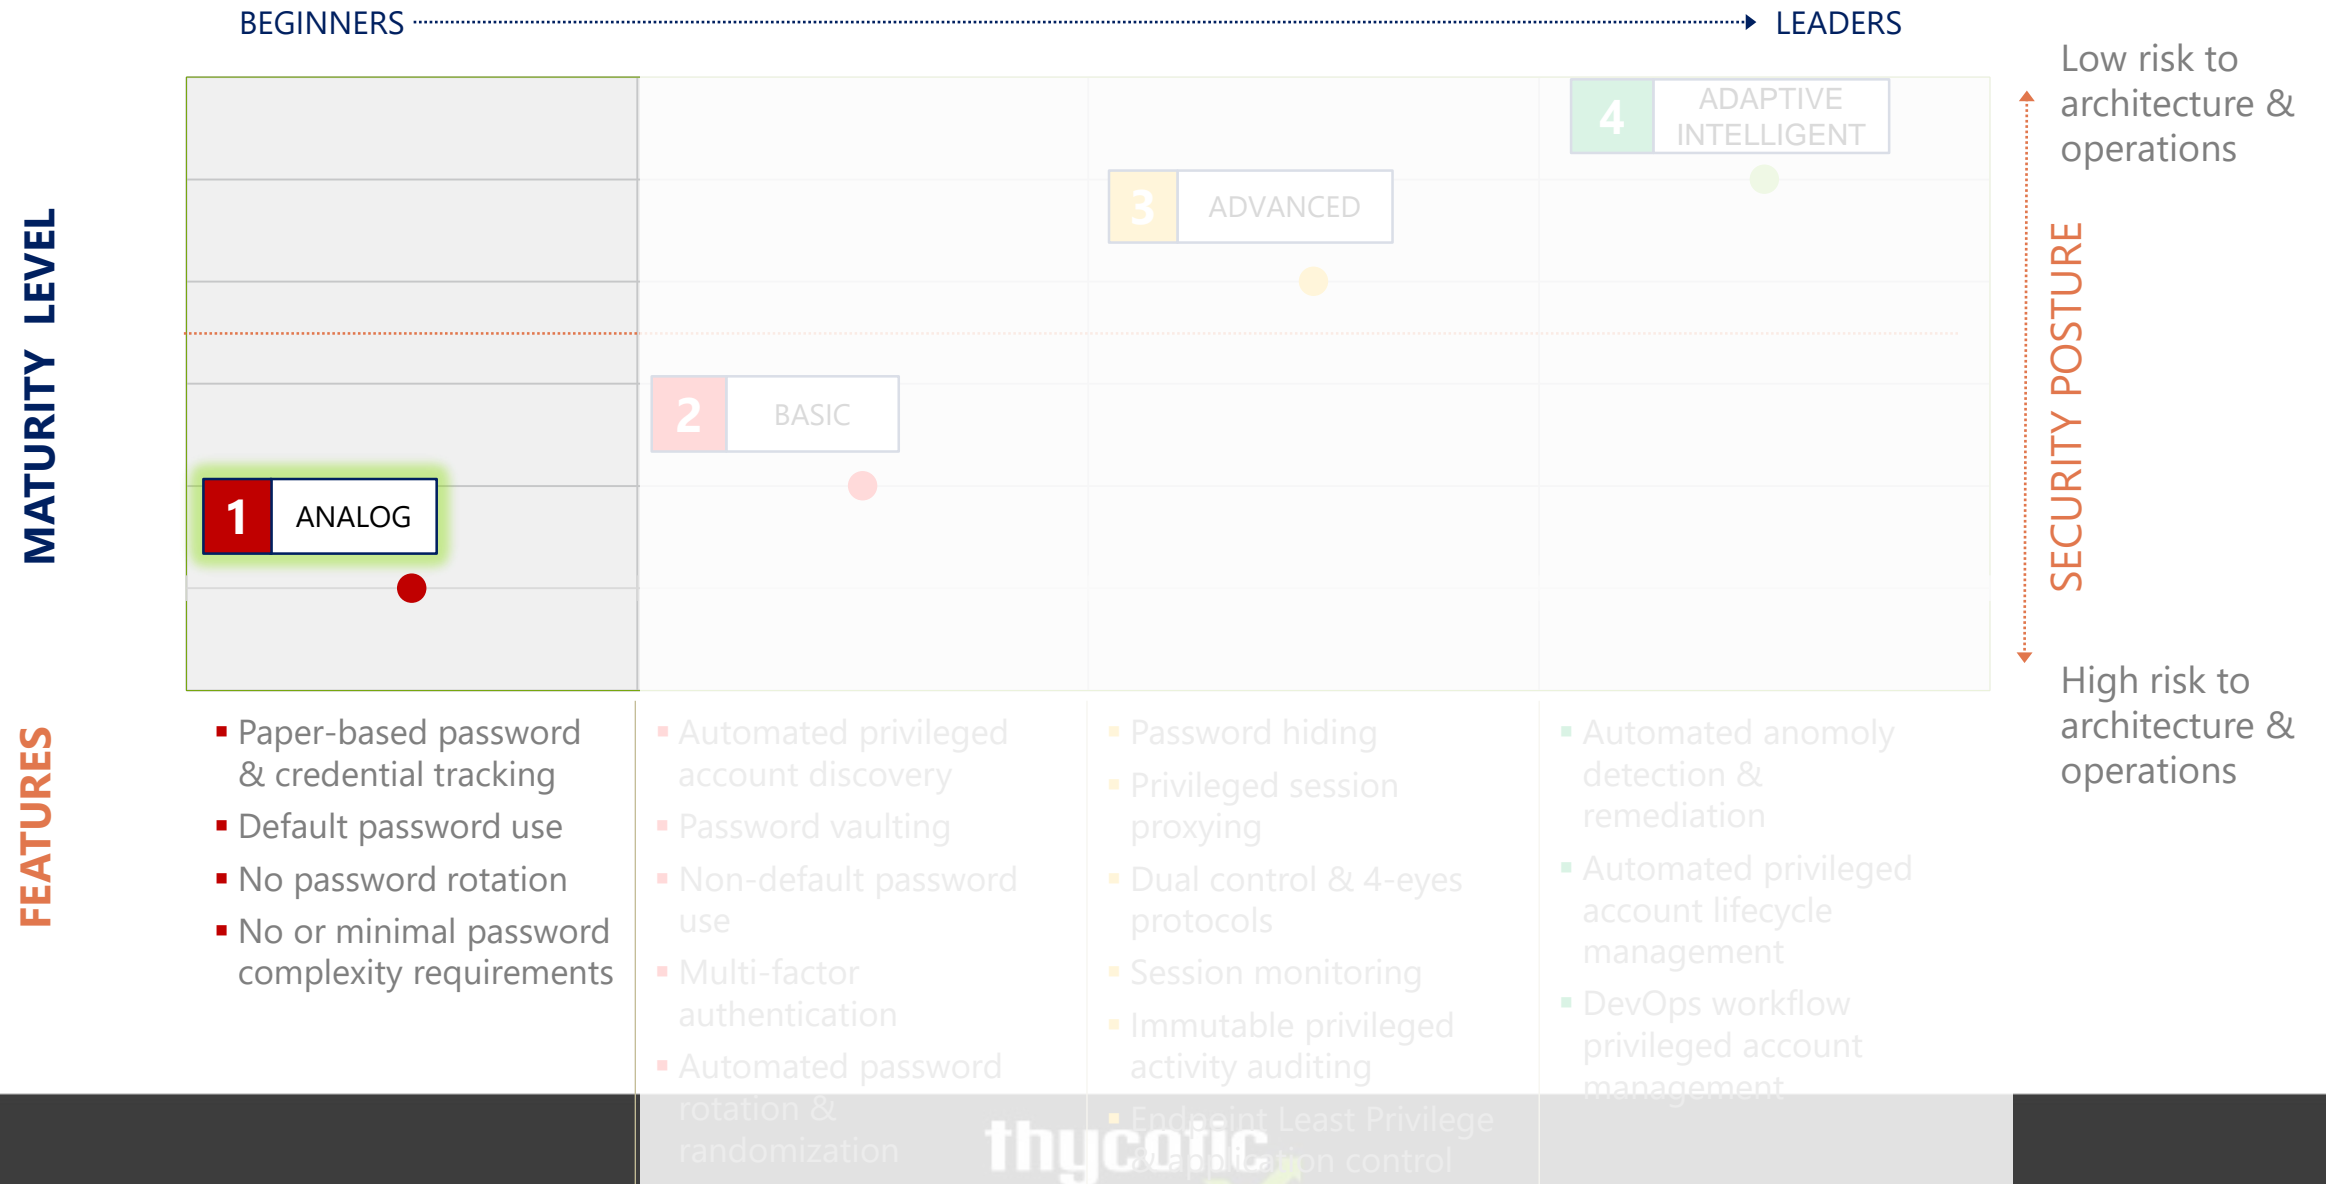 BEGINNERS
LEADERS
Low risk to
architecture &
operations
MATURITY LEVEL
SECURITY POSTURE
4
ADAPTIVE
INTELLIGENT
3
ADVANCED
2
BASIC
1
ANALOG
High risk to
architecture &
operations
FEATURES
Paper-based password
& credential tracking
Default password use
No password rotation
No or minimal password
complexity requirements
Automated privileged
account discovery
Password vaulting
Non-default password
use
Multi-factor
authentication
Automated password
rotation &
randomization
Password hiding
Privileged session
proxying
Dual control & 4-eyes
protocols
Session monitoring
Immutable privileged
activity auditing
Endpoint Least Privilege
& application control
Automated anomoly
detection &
remediation
Automated privileged
account lifecycle
management
DevOps workflow
privileged account
management
thycotic